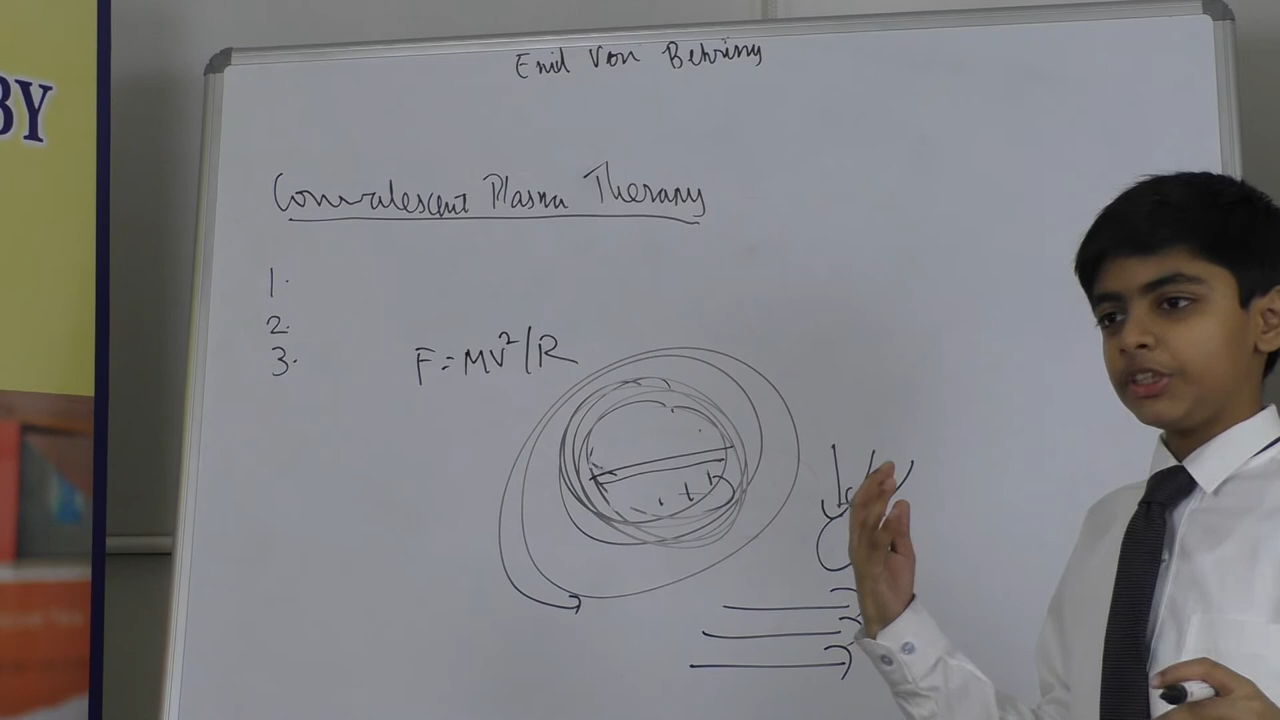 BY
Emil Von Behring
Convalescent Plasma Therapy
1.
2.
3.
F=MV²/R